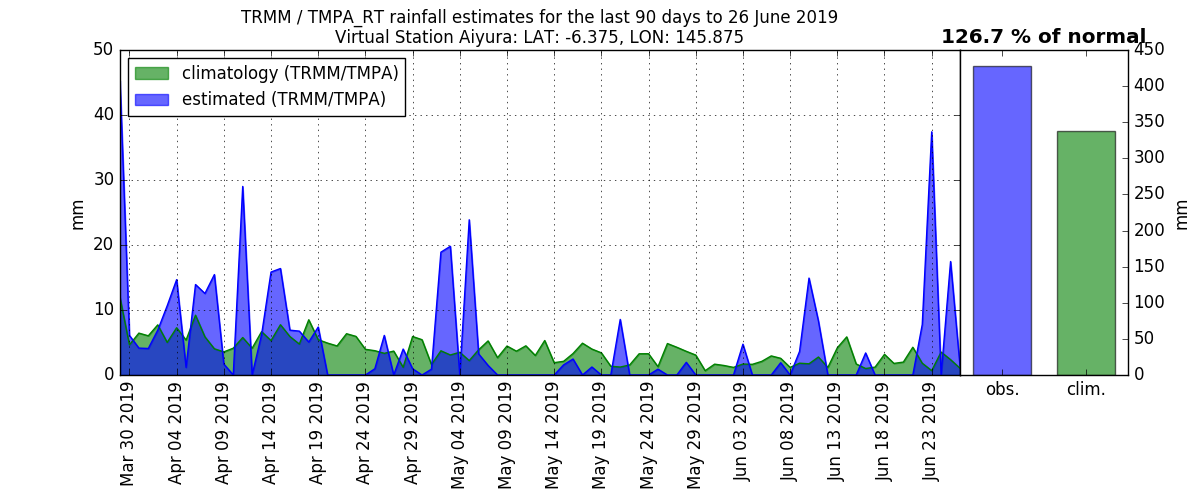 TRMM / TMPA_RT rainfall estimates for the last 90 days to 26 June 2019
Virtual Station Aiyura: LAT: -6.375, LON: 145.875
126.7 % of normal
climatology (TRMM/TMPA)
estimated (TRMM/TMPA)
50
40
30
20
10
0
mm
Mar 30 2019
Apr 04 2019
Apr 09 2019
Apr 14 2019
Apr 19 2019
Apr 24 2019
Apr 29 2019
May 04 2019
May 09 2019
May 14 2019
May 19 2019
May 24 2019
May 29 2019
Jun 03 2019
Jun 08 2019
Jun 13 2019
Jun 18 2019
Jun 23 2019
obs.
clim.
450
400
350
300
250
200
150
100
50
0
mm